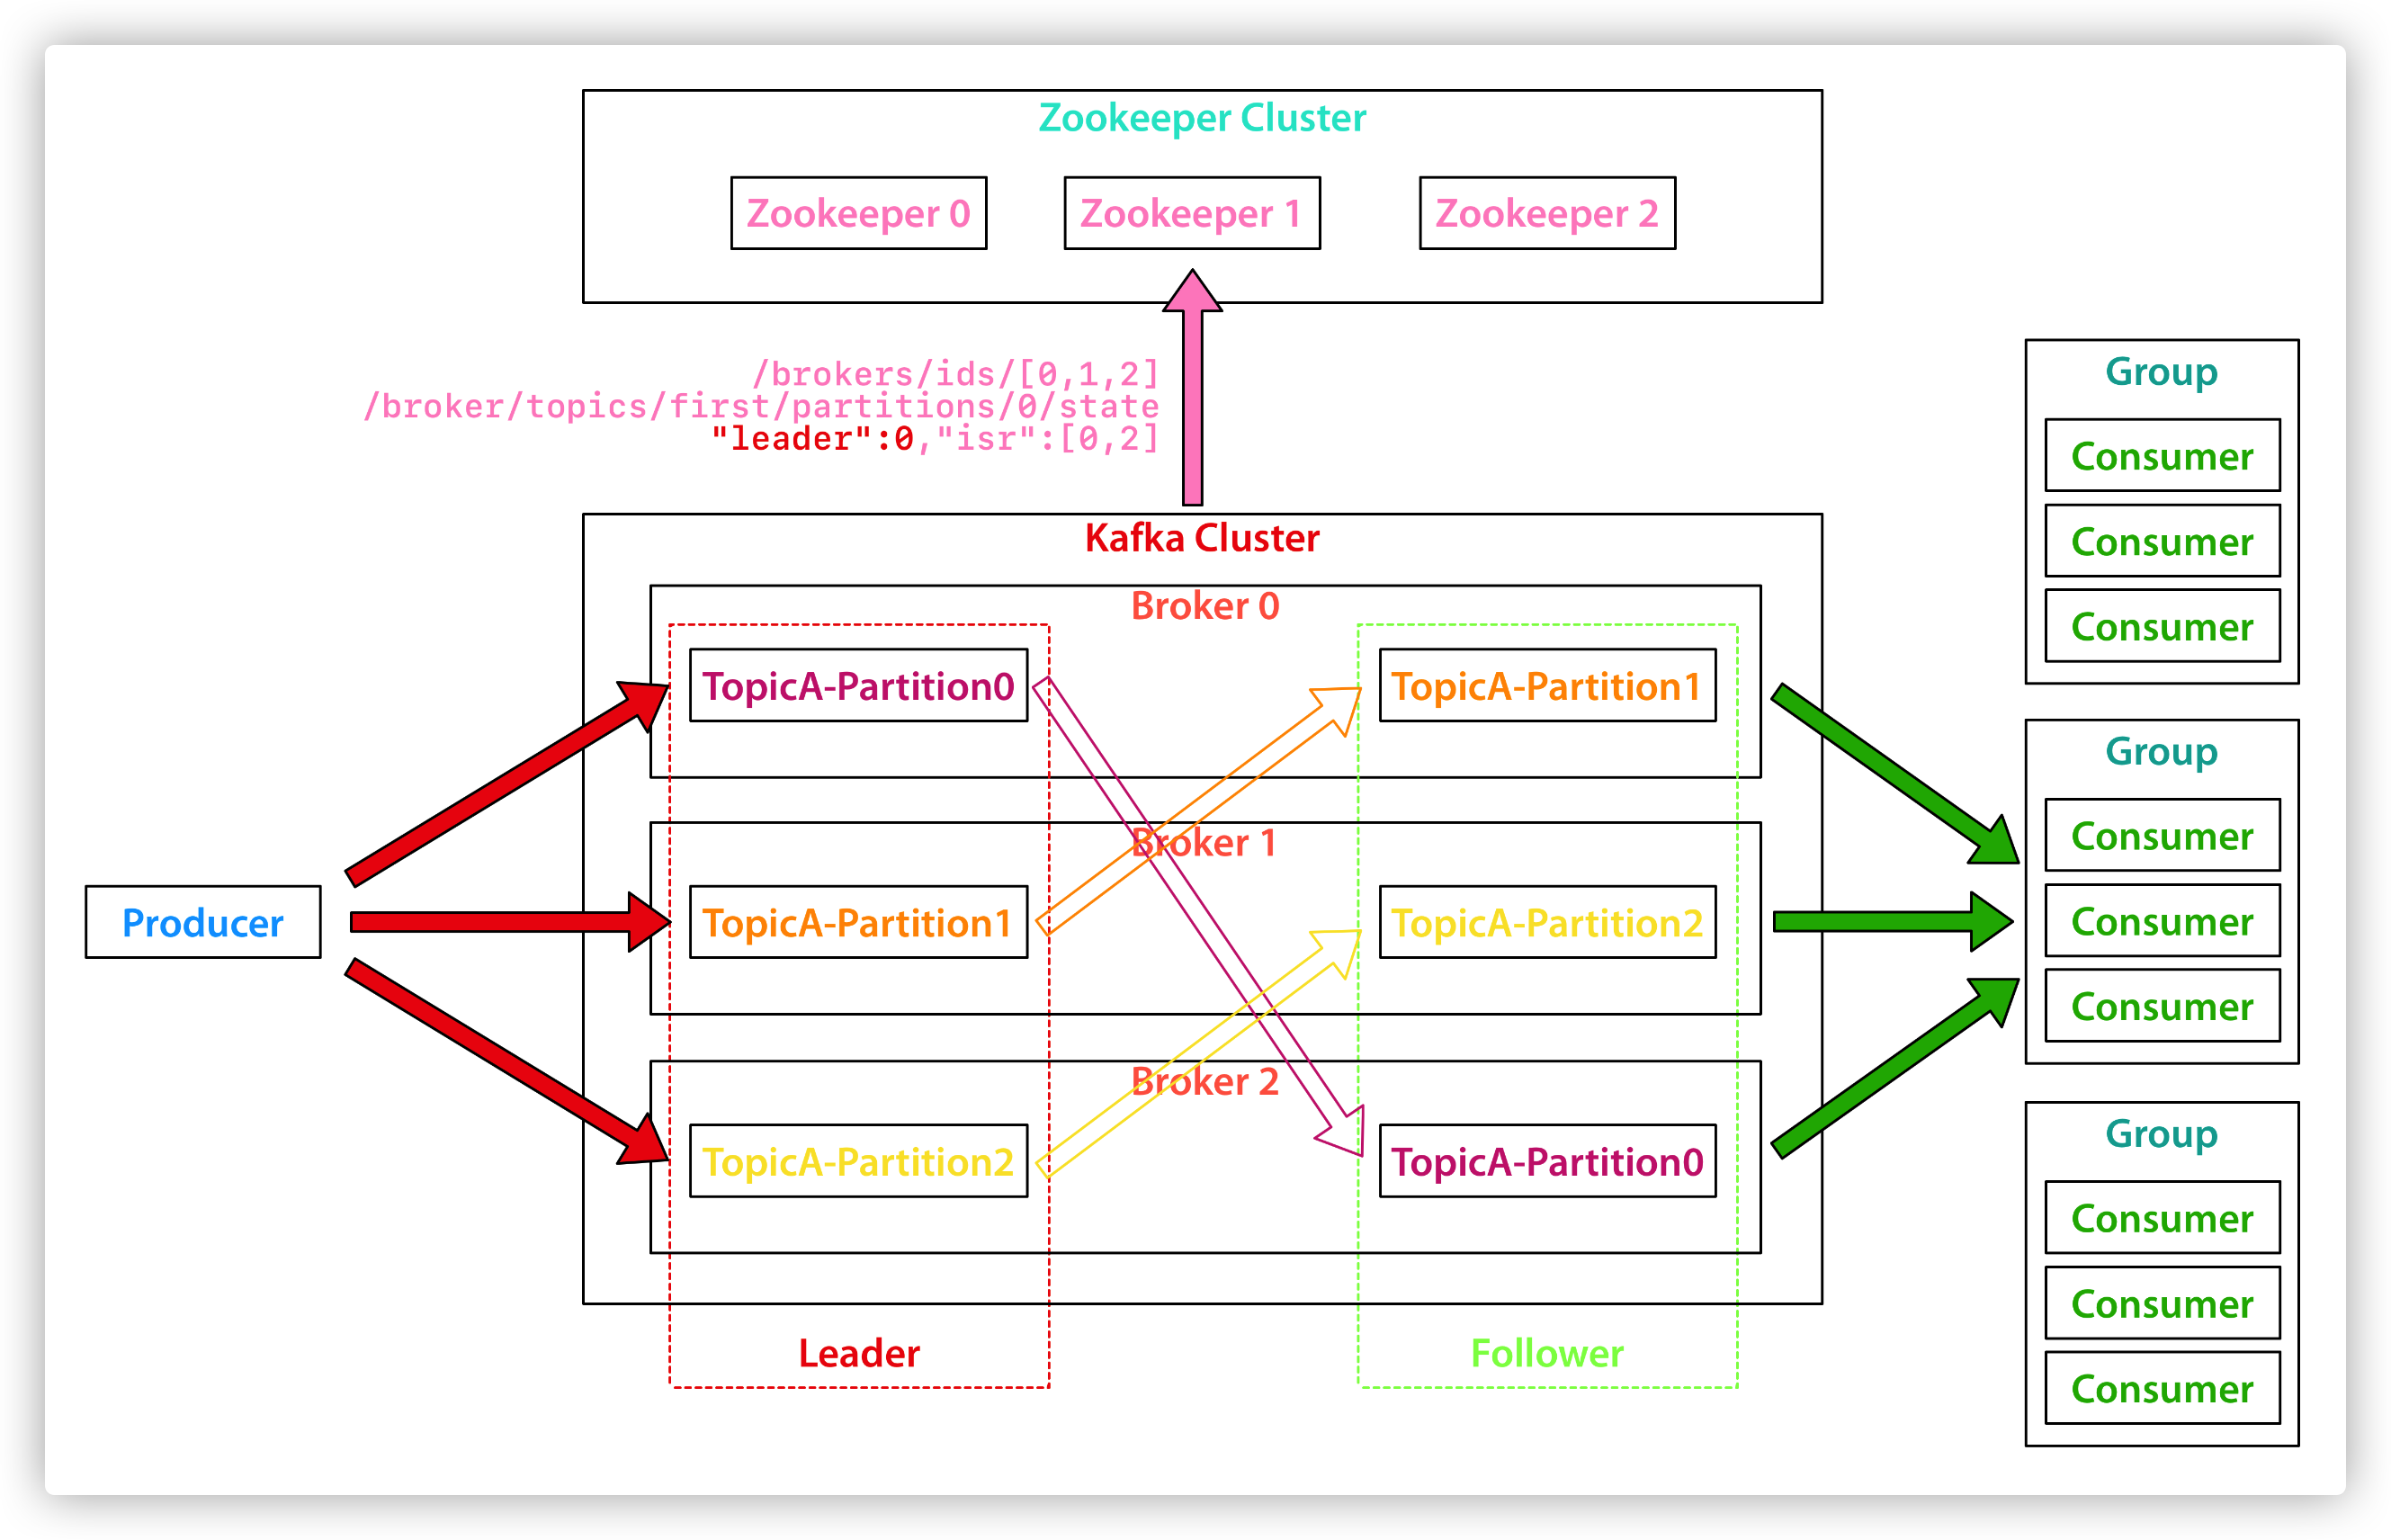 Zookeeper Cluster
Zookeeper 0
Zookeeper 1
Zookeeper 2
/brokers/ids/[0,1,2]
/broker/topics/first/partitions/0/state
"leader":0,"isr":[0,2]
Kafka Cluster
Broker 0
TopicA-Partition0
TopicA-Partition1
Broker 1
TopicA-Partition1
TopicA-Partition2
Broker 2
TopicA-Partition2
TopicA-Partition0
Leader
Follower
Producer
Group
Consumer
Consumer
Consumer
Group
Consumer
Consumer
Consumer
Group
Consumer
Consumer
Consumer